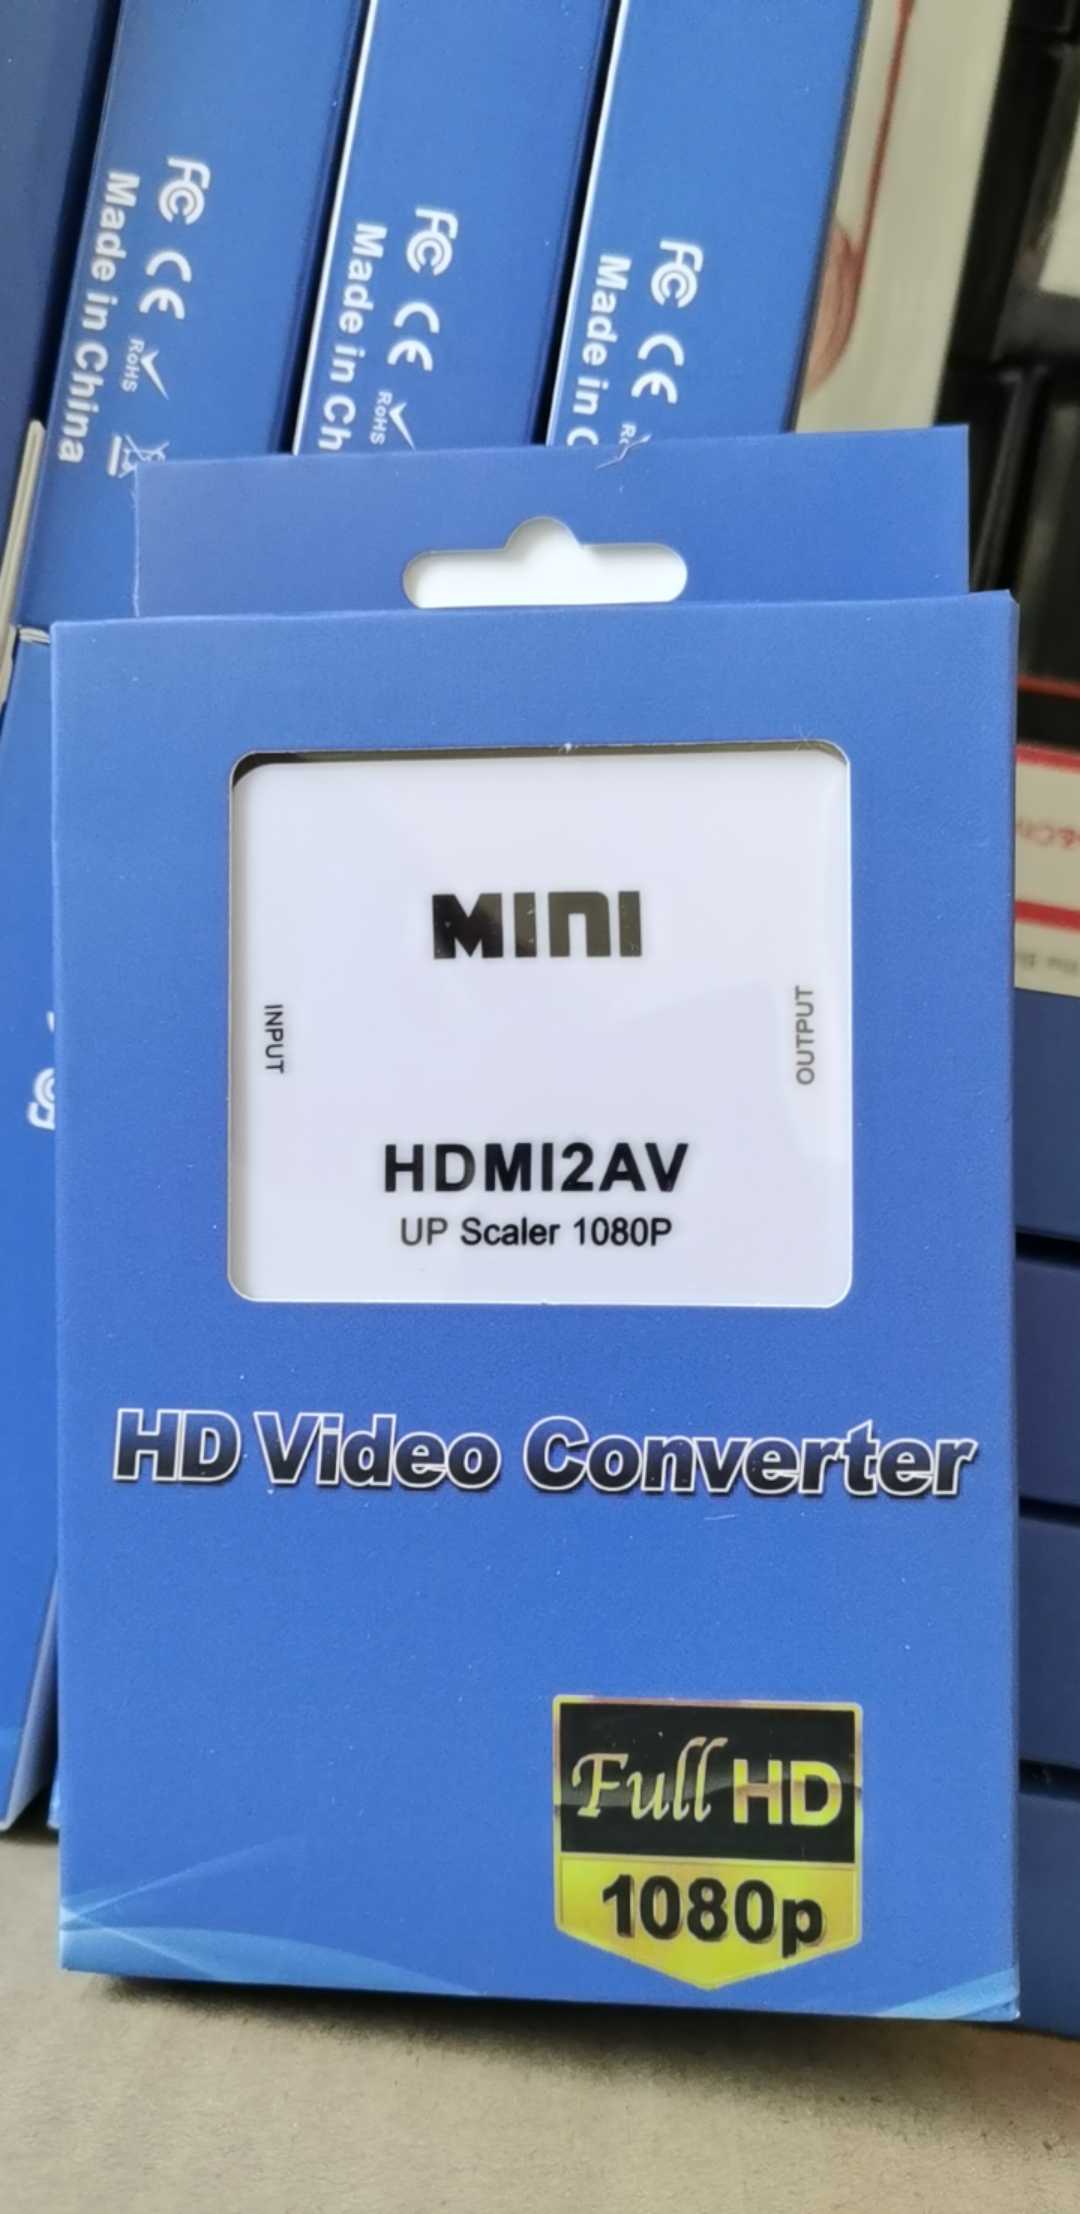 FC CE
RoHS
Made in China
FC CE
RoHS
Made in Ch
FC CE
Made in C
MINI
INPUT
OUTPUT
HDMI2AV
UP Scaler 1080P
HD Video Converter
Full HD
1080p